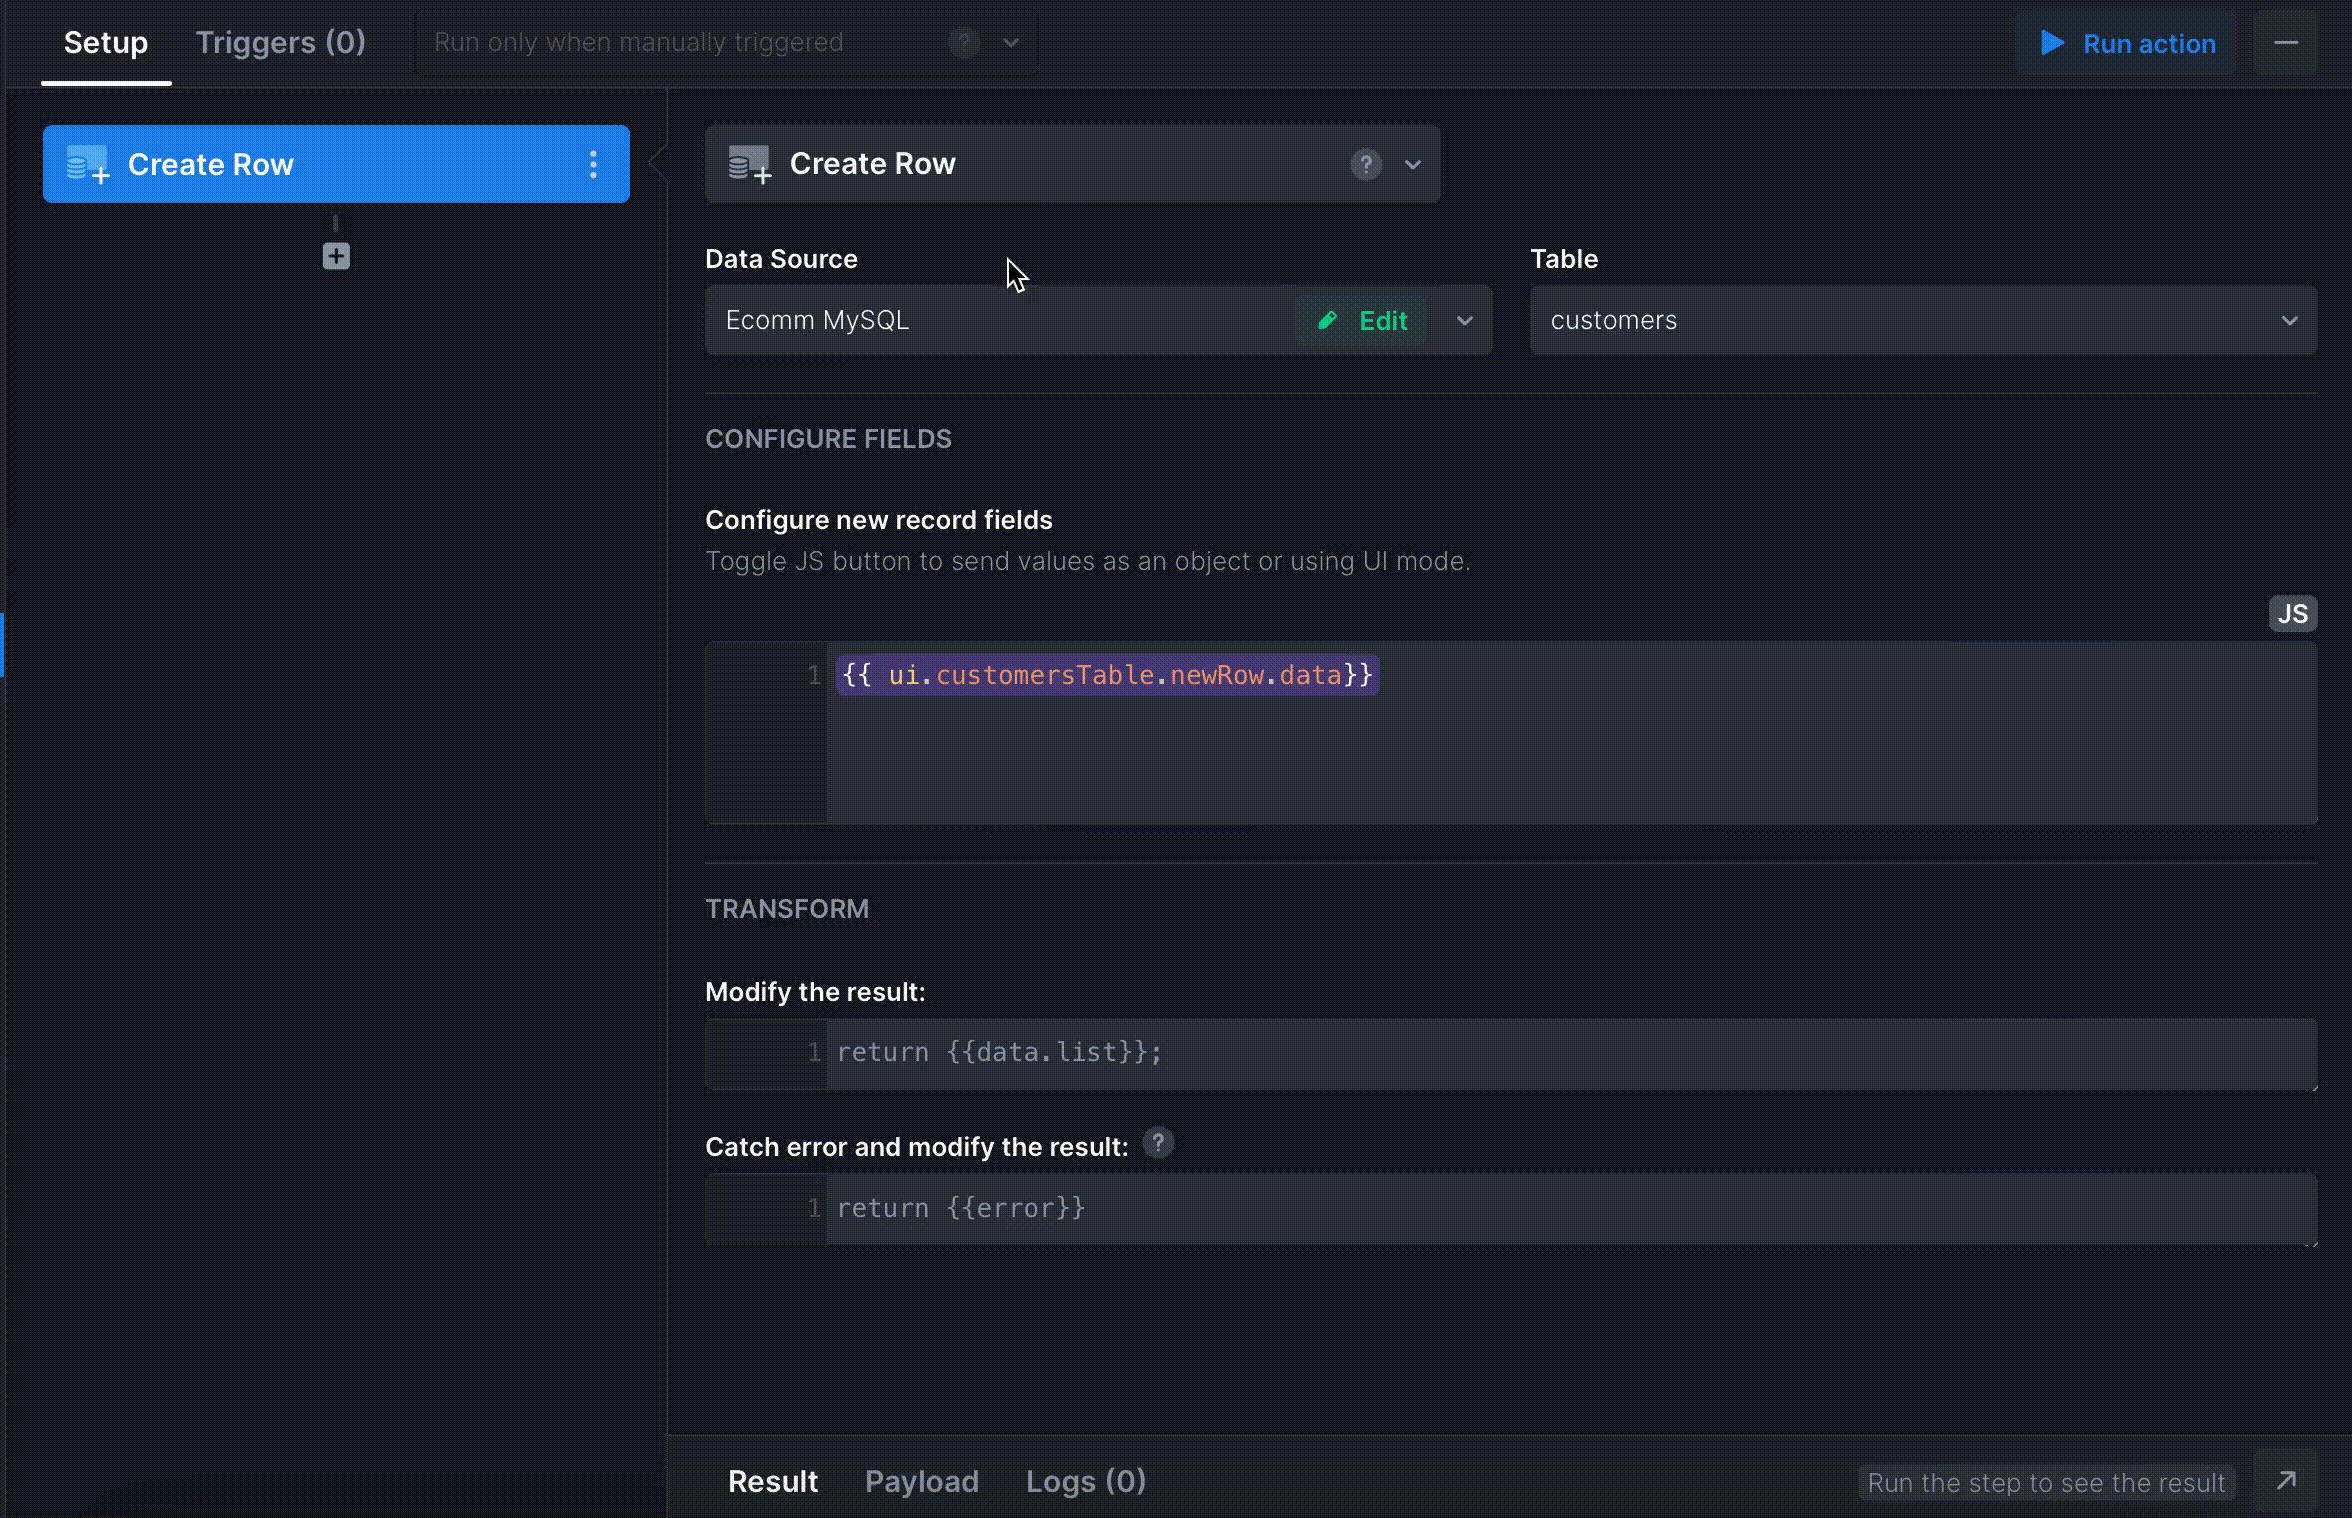 Setup Triggers (0) Run only when manually triggered ? Run action
Create Row
Create Row ?
Data Source Table
Ecomm MySQL Edit customers
CONFIGURE FIELDS
Configure new record fields
Toggle JS button to send values as an object or using UI mode.
JS
1 {{ ui.customersTable.newRow.data}}
TRANSFORM
Modify the result:
1 return {{data.list}};
Catch error and modify the result: ?
1 return {{error}}
Result Payload Logs (0) Run the step to see the result